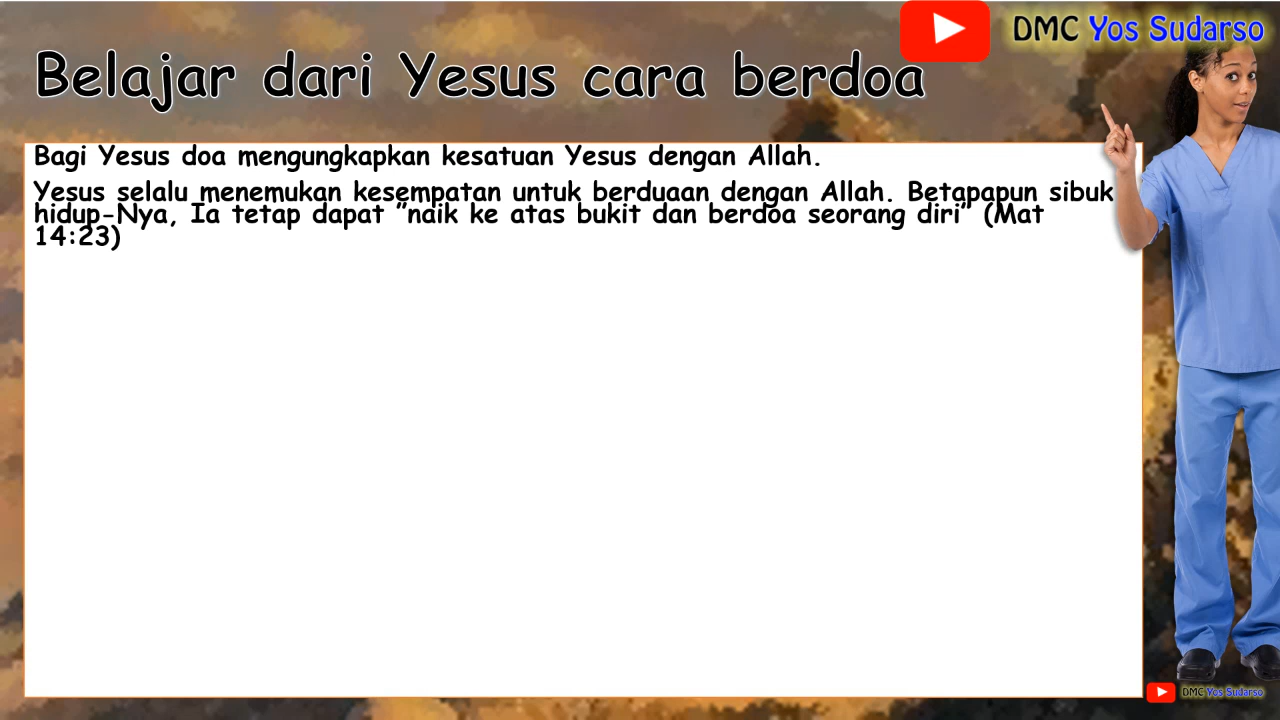 DMC Yos Sudarso
Belajar dari Yesus cara berdoa
Bagi Yesus doa mengungkapkan kesatuan Yesus dengan Allah.
Yesus selalu menemukan kesempatan untuk berduaan dengan Allah. Betapapun sibuk
hidup-Nya, Ia tetap dapat ”naik ke atas bukit dan berdoa seorang diri” (Mat
14:23)
DMC Yos Sudarso